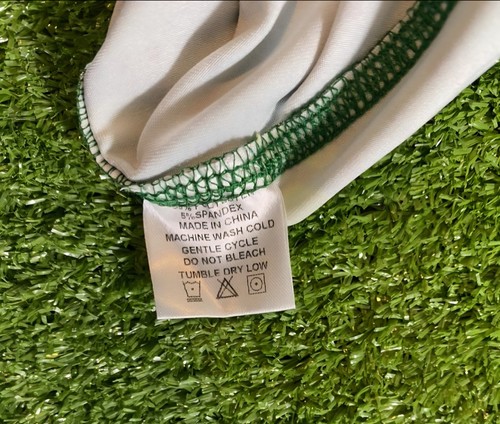 5%SPANDEX
MADE IN CHINA
MACHINE WASH COLD
GENTLE CYCLE
DO NOT BLEACH
TUMBLE DRY LOW